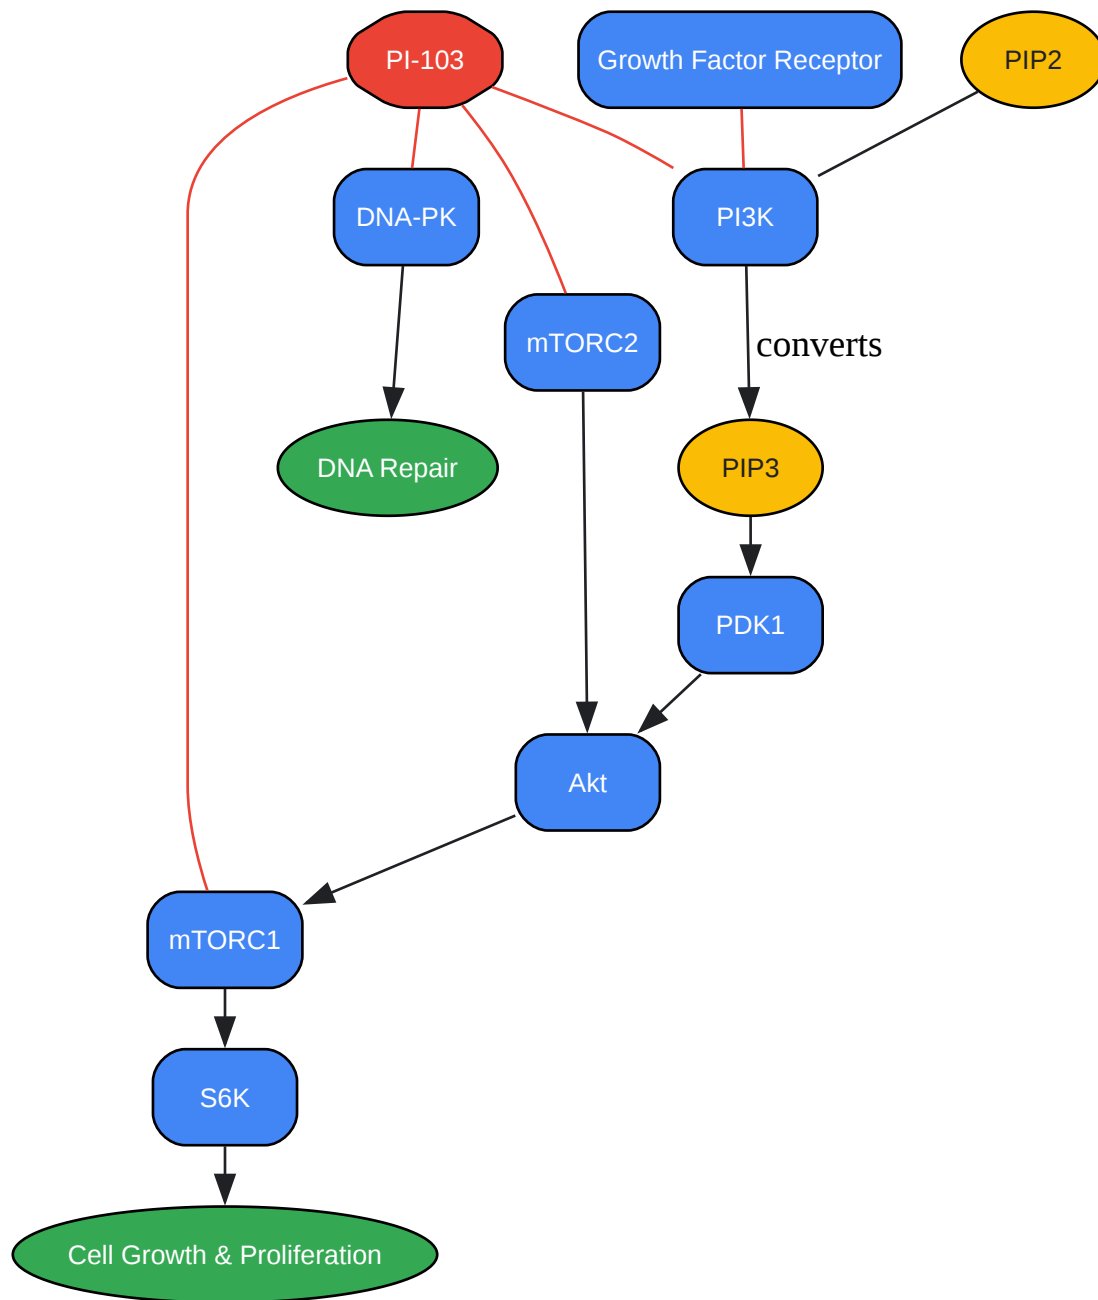 PI-103
Growth Factor Receptor
PIP2
DNA-PK
PI3K
mTORC2
converts
DNA Repair
PIP3
PDK1
Akt
mTORC1
S6K
Cell Growth & Proliferation